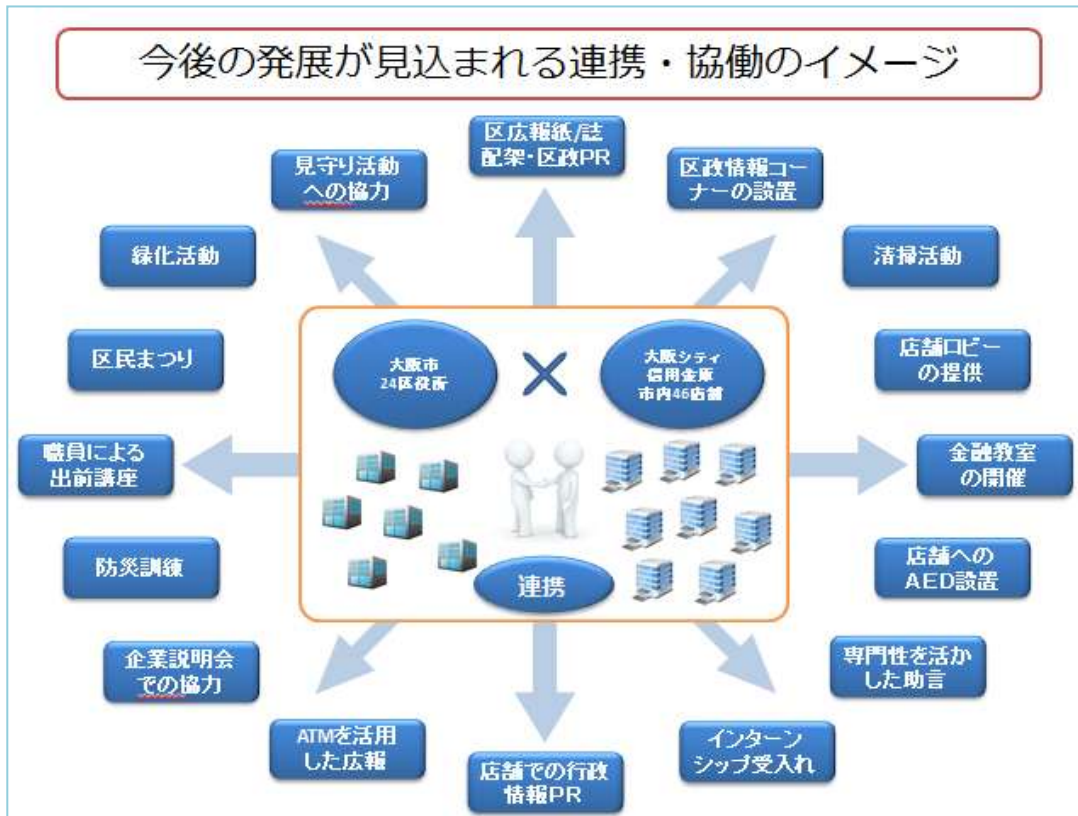 今後の発展が見込まれる連携・協働のイメージ
区広報紙/誌
配架・区政PR
見守り活動
への協力
区政情報コー
ナーの設置
緑化活動
清掃活動
区民まつり
大阪市
24区役所
大阪シティ
信用金庫
市内46店舗
店舗ロビー
の提供
職員による
出前講座
金融教室
の開催
防災訓練
連携
店舗への
AED設置
企業説明会
での協力
専門性を活か
した助言
ATMを活用
した広報
店舗での行政
情報PR
インターン
シップ受入れ